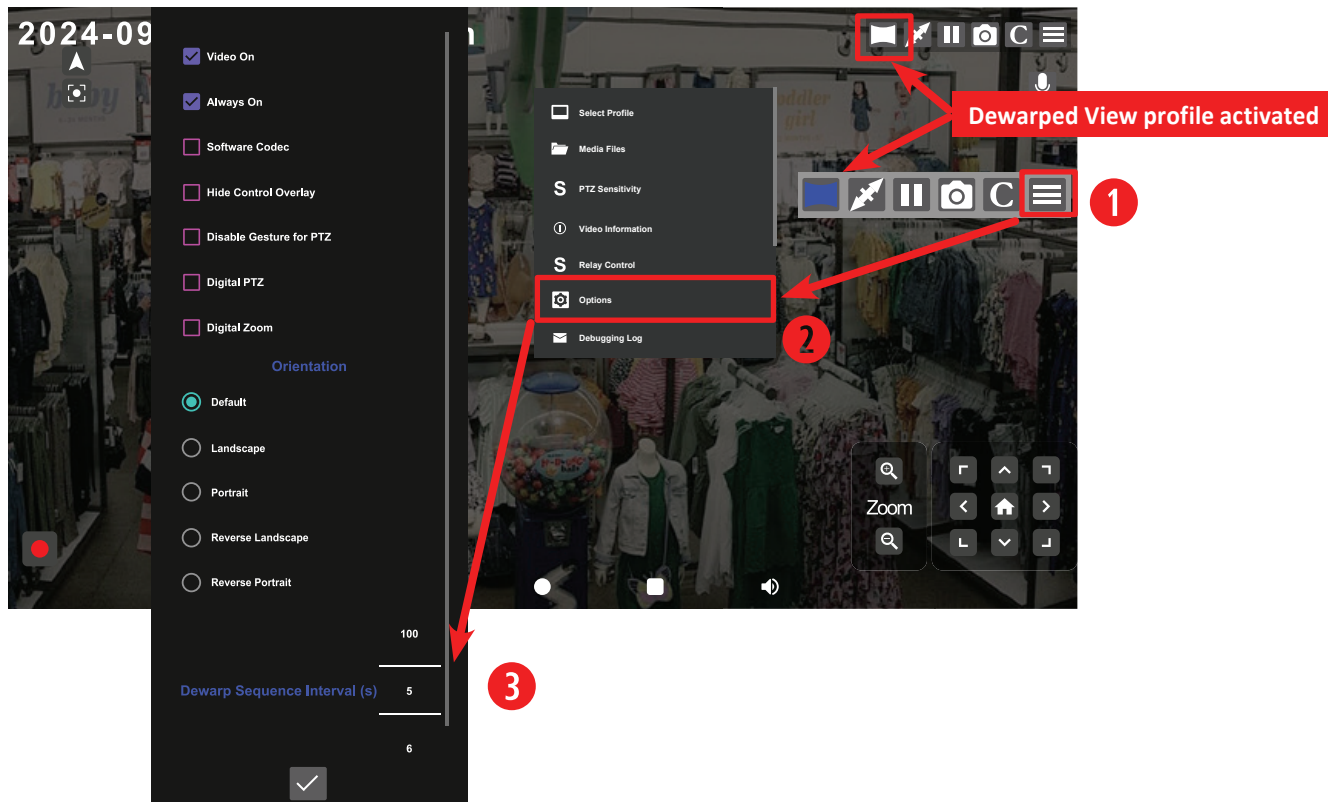 2024-09
Video On
Always On
Software Codec
Hide Control Overlay
Disable Gesture for PTZ
Digital PTZ
Digital Zoom
Orientation
Default
Landscape
Portrait
Reverse Landscape
Reverse Portrait
100
Dewarp Sequence Interval (s) 5
6
Select Profile
Media Files
S PTZ Sensitivity
Video Information
S Relay Control
Options
Debugging Log
C
Dewarped View profile activated
C
1
2
3
baby
toddler
girl
Zoom